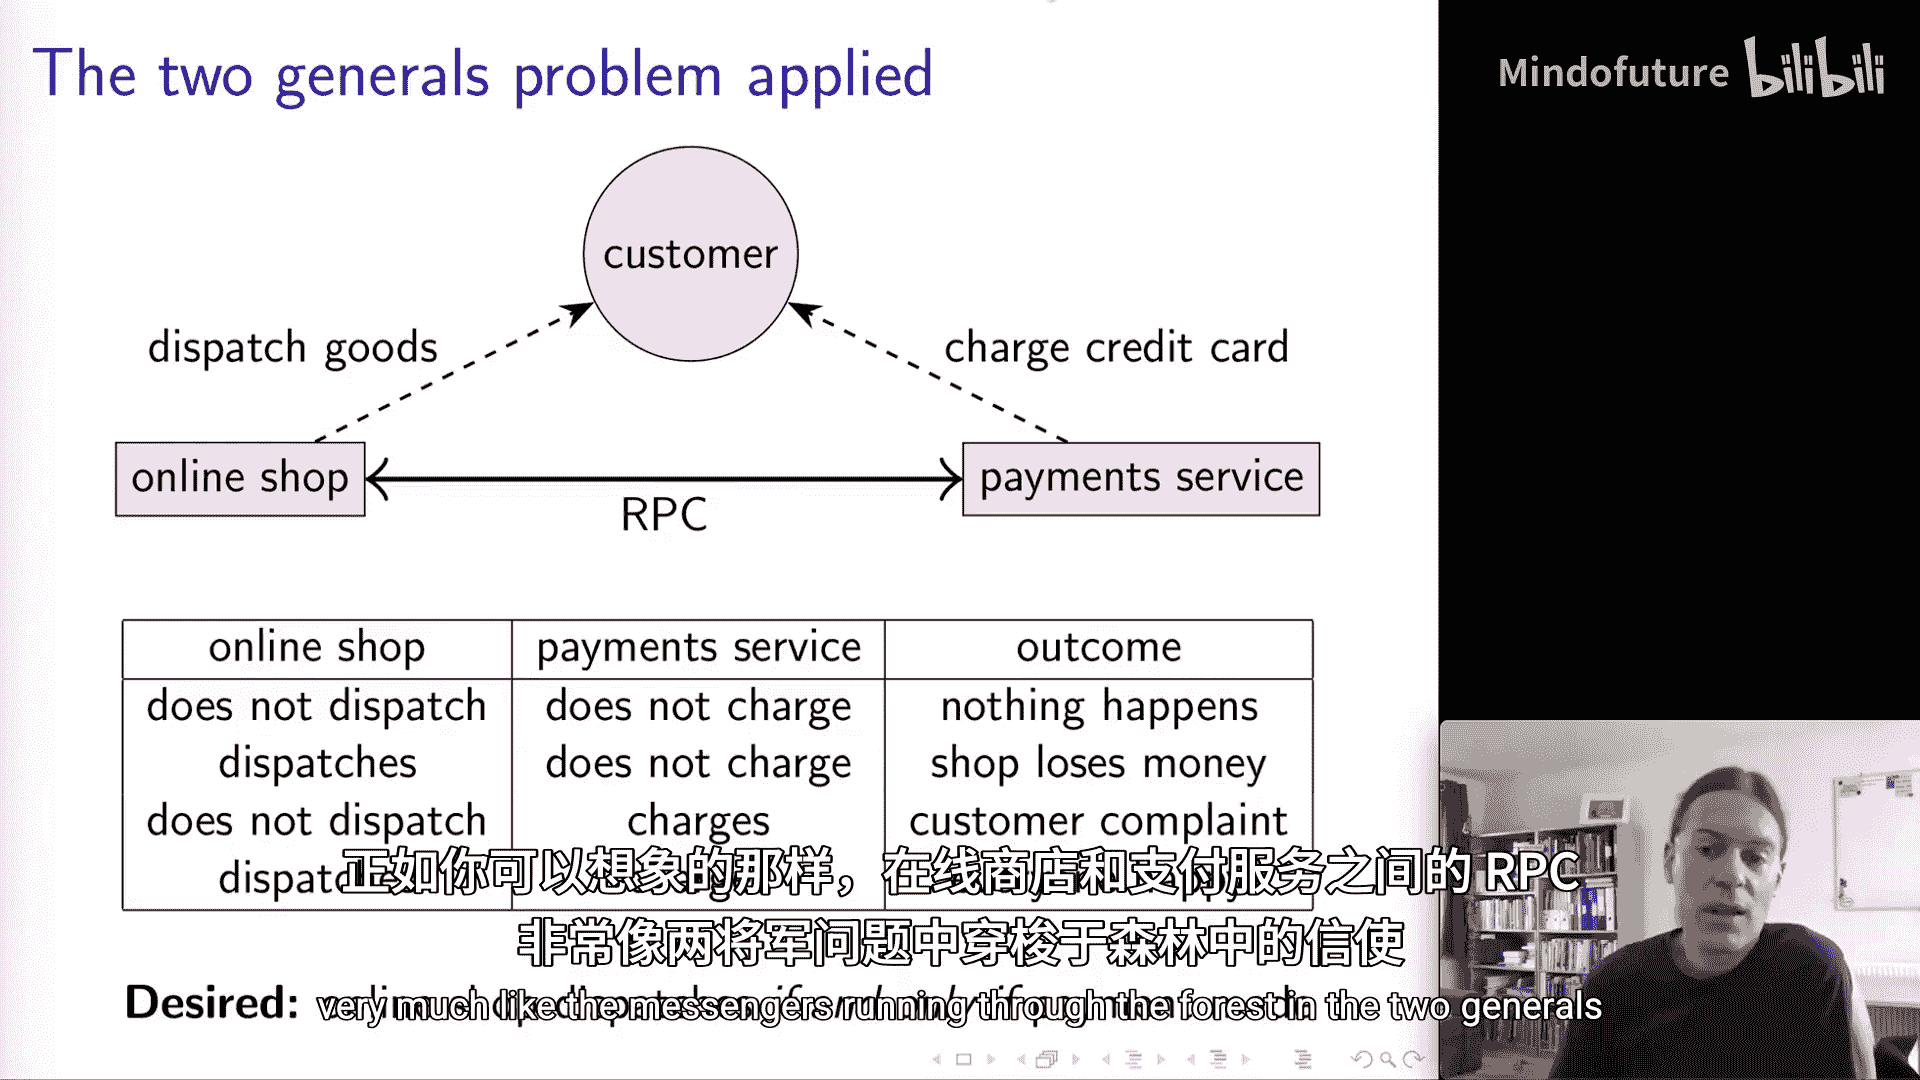 The two generals problem applied
Mindofuture bilibili
customer
dispatch goods
charge credit card
online shop
payments service
RPC
online shop payments service outcome
does not dispatch does not charge nothing happens
dispatches does not charge shop loses money
does not dispatch charges customer complaint
正如你可以想象的那样，在线商店和支付服务之间的 RPC
非常像两将军问题中穿梭于森林中的信使
Desired:
very much like the messengers running through the forest in the two generals